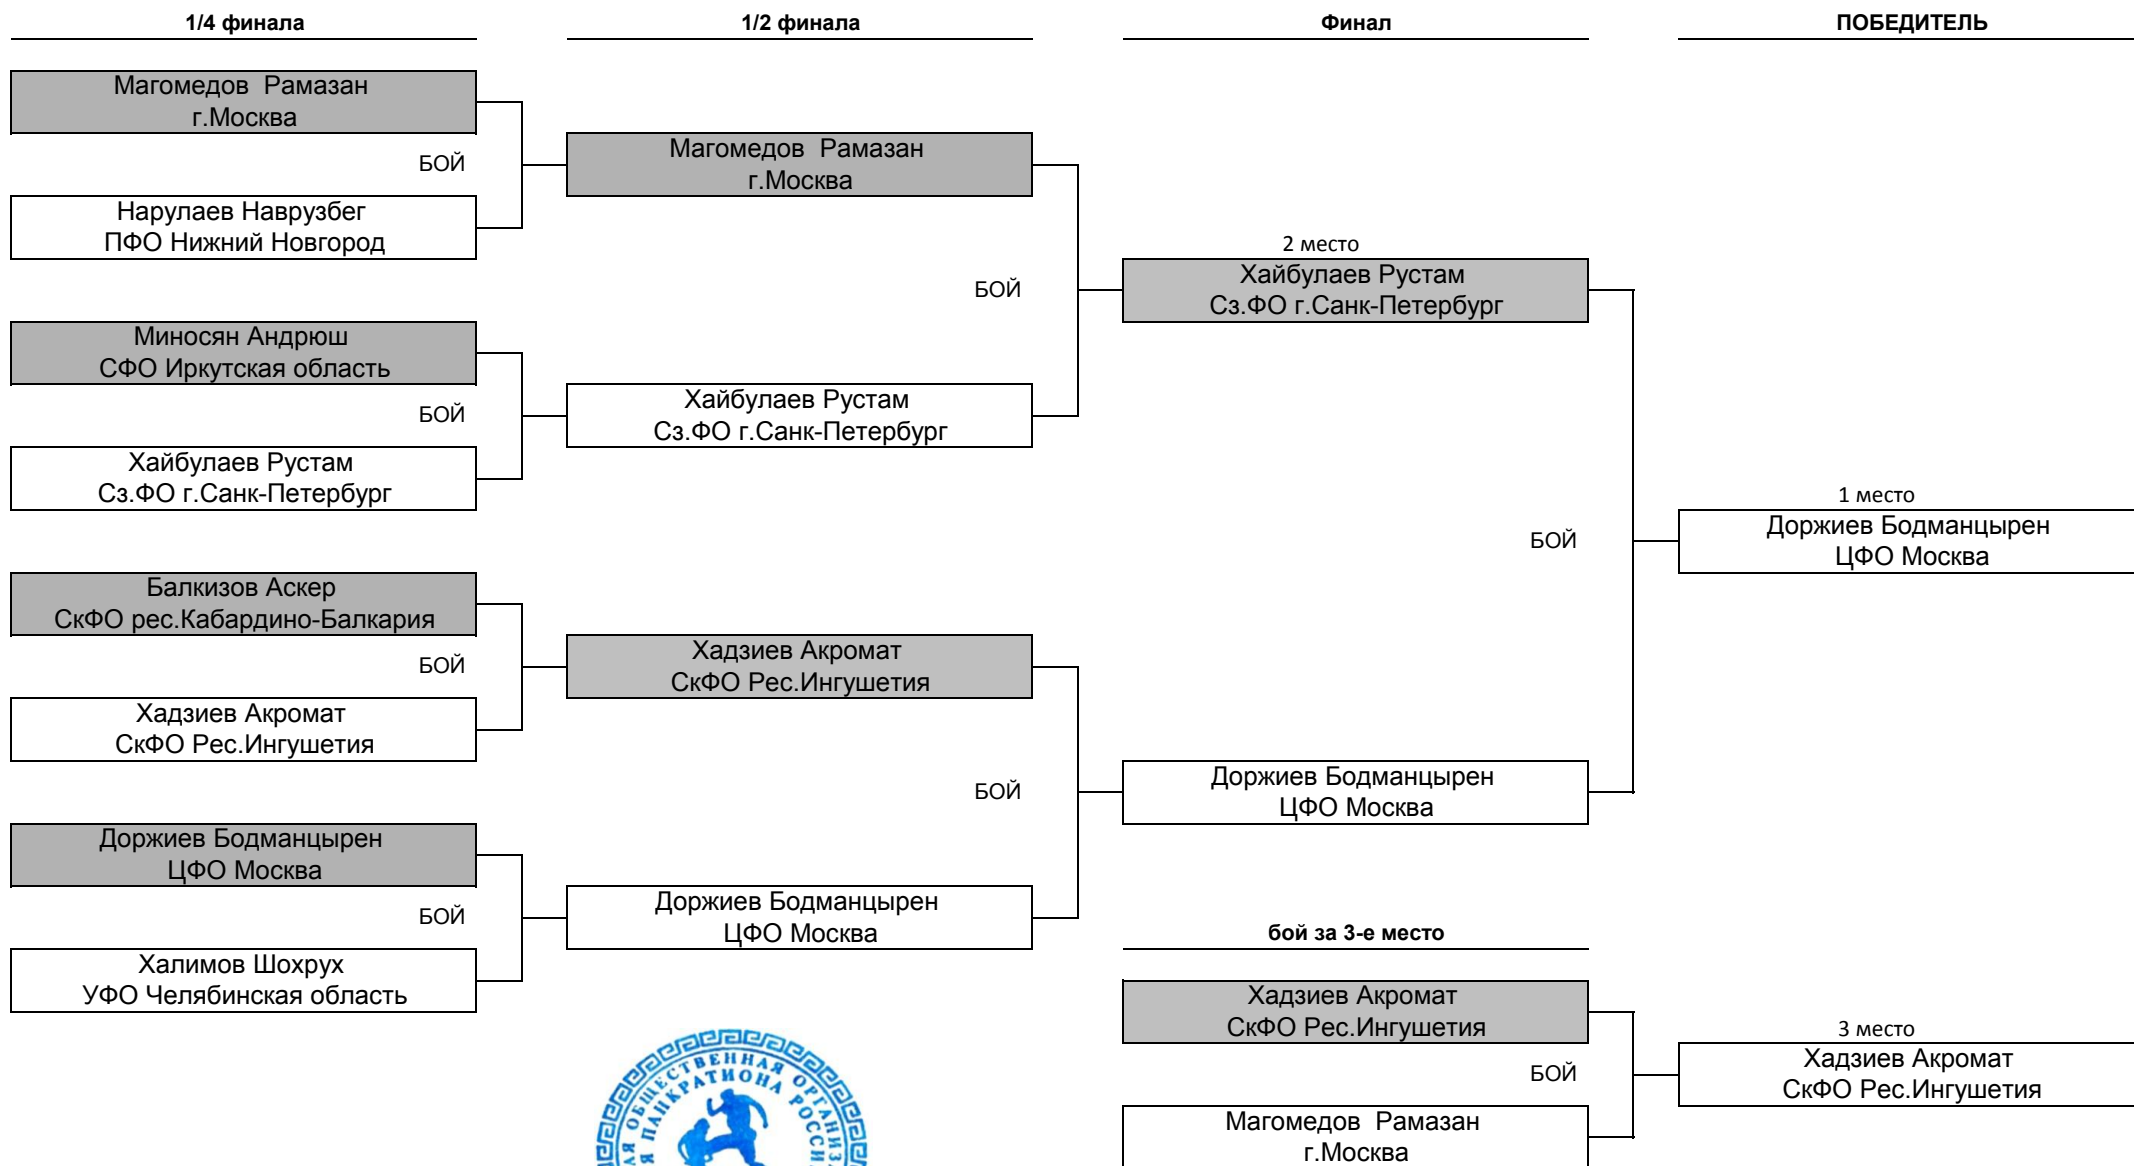 1/4 финала
1/2 финала
Финал
ПОБЕДИТЕЛЬ
Магомедов  Рамазан
г.Москва
БОЙ
Нарулаев Наврузбег
ПФО Нижний Новгород
Миносян Андрюш
СФО Иркутская область
БОЙ
Хайбулаев Рустам
Сз.ФО г.Санк-Петербург
Балкизов Аскер
СкФО рес.Кабардино-Балкария
БОЙ
Хадзиев Акромат
СкФО Рес.Ингушетия
Доржиев Бодманцырен
ЦФО Москва
БОЙ
Халимов Шохрух
УФО Челябинская область
Магомедов  Рамазан
г.Москва
БОЙ
Хайбулаев Рустам
Сз.ФО г.Санк-Петербург
Хадзиев Акромат
СкФО Рес.Ингушетия
БОЙ
Доржиев Бодманцырен
ЦФО Москва
2 место
Хайбулаев Рустам
Сз.ФО г.Санк-Петербург
БОЙ
Доржиев Бодманцырен
ЦФО Москва
1 место
Доржиев Бодманцырен
ЦФО Москва
бой за 3-е место
Хадзиев Акромат
СкФО Рес.Ингушетия
БОЙ
Магомедов  Рамазан
г.Москва
3 место
Хадзиев Акромат
СкФО Рес.Ингушетия
ОБЩЕСТВЕННАЯ
ПАНКРАТИОНА